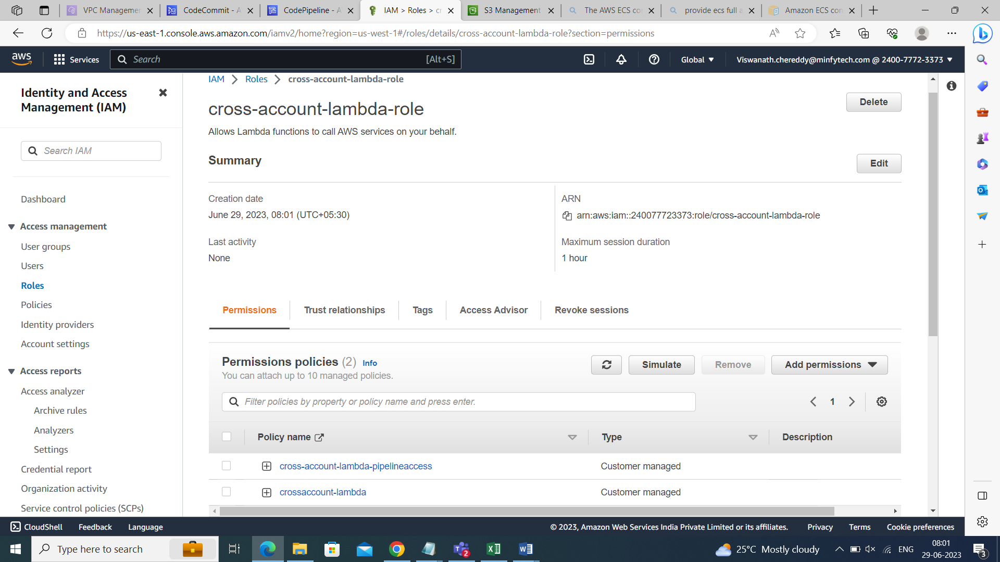 VPC Managemen
CodeCommit - A
CodePipeline - A
IAM > Roles > cr
S3 Management
The AWS ECS co
provide ecs full a
Amazon ECS con
https://us-east-1.console.aws.amazon.com/iamv2/home?region=us-west-1#/roles/details/cross-account-lambda-role?section=permissions
aws
Services
Search
[Alt+S]
Global
Viswanath.chereddy@minfytech.com @ 2400-7772-3373
Identity and Access
Management (IAM)
Search IAM
Dashboard
Access management
User groups
Users
Roles
Policies
Identity providers
Account settings
Access reports
Access analyzer
Archive rules
Analyzers
Settings
Credential report
Organization activity
Service control policies (SCPs)
IAM > Roles > cross-account-lambda-role
cross-account-lambda-role
Delete
Allows Lambda functions to call AWS services on your behalf.
Summary
Edit
Creation date
June 29, 2023, 08:01 (UTC+05:30)
ARN
arn:aws:iam::240077723373:role/cross-account-lambda-role
Last activity
None
Maximum session duration
1 hour
Permissions
Trust relationships
Tags
Access Advisor
Revoke sessions
Permissions policies (2) Info
You can attach up to 10 managed policies.
Simulate
Remove
Add permissions
Filter policies by property or policy name and press enter.
1
Policy name
Type
Description
cross-account-lambda-pipelineaccess
Customer managed
crossaccount-lambda
Customer managed
CloudShell
Feedback
Language
© 2023, Amazon Web Services India Private Limited or its affiliates.
Privacy
Terms
Cookie preferences
Type here to search
2
25°C Mostly cloudy
ENG
08:01
29-06-2023
3